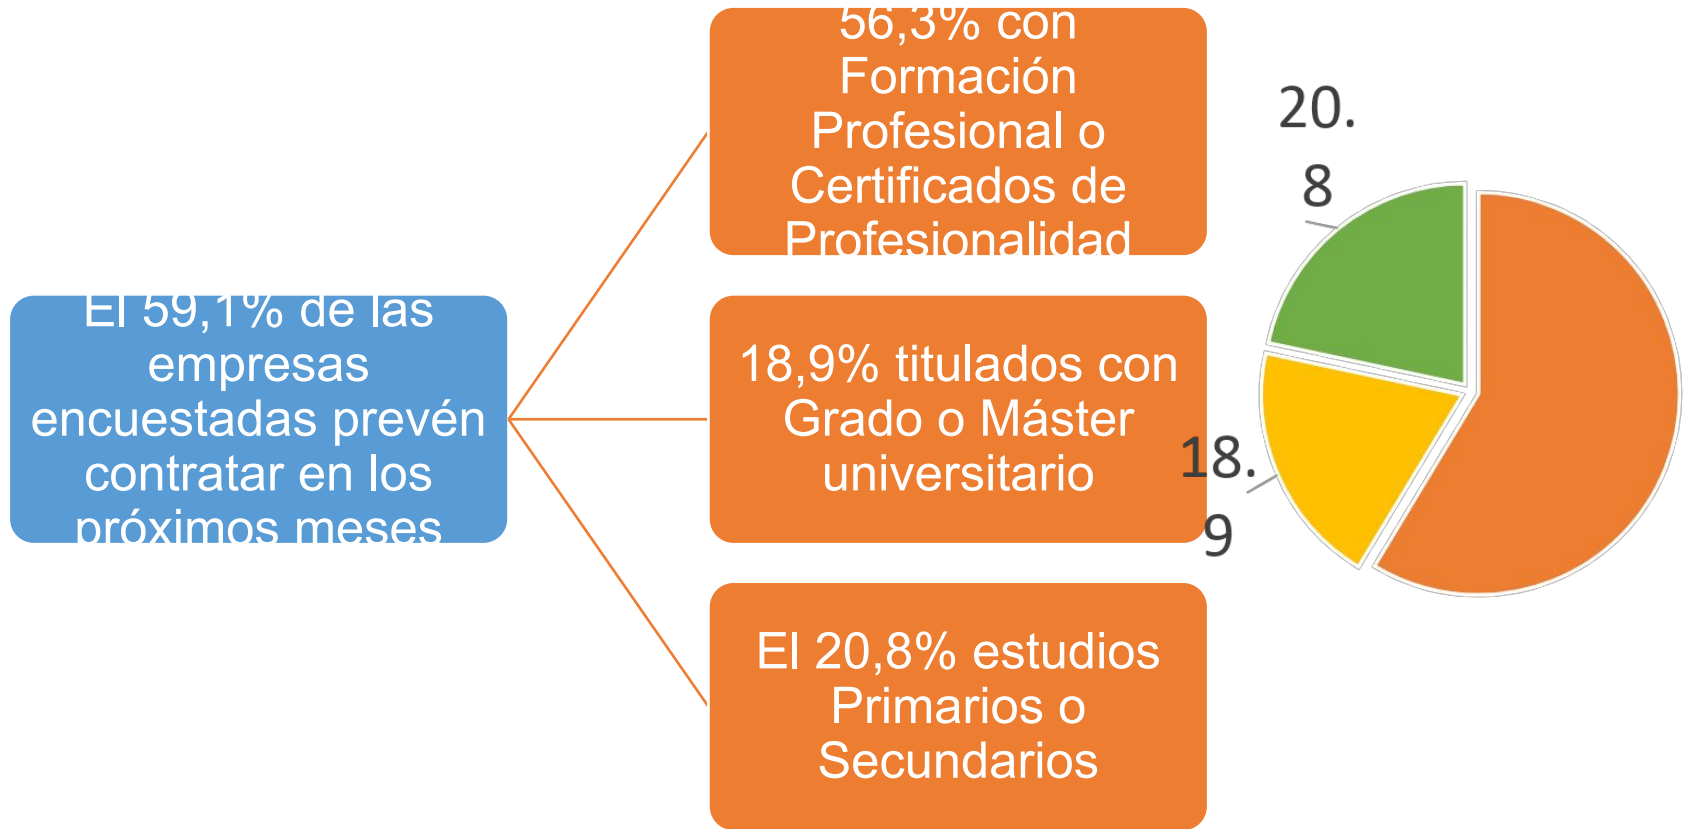 El 59,1% de las
empresas
encuestadas prevén
contratar en los
próximos meses
56,3% con
Formación
Profesional o
Certificados de
Profesionalidad
18,9% titulados con
Grado o Máster
universitario
El 20,8% estudios
Primarios o
Secundarios
20.
8
18.
9